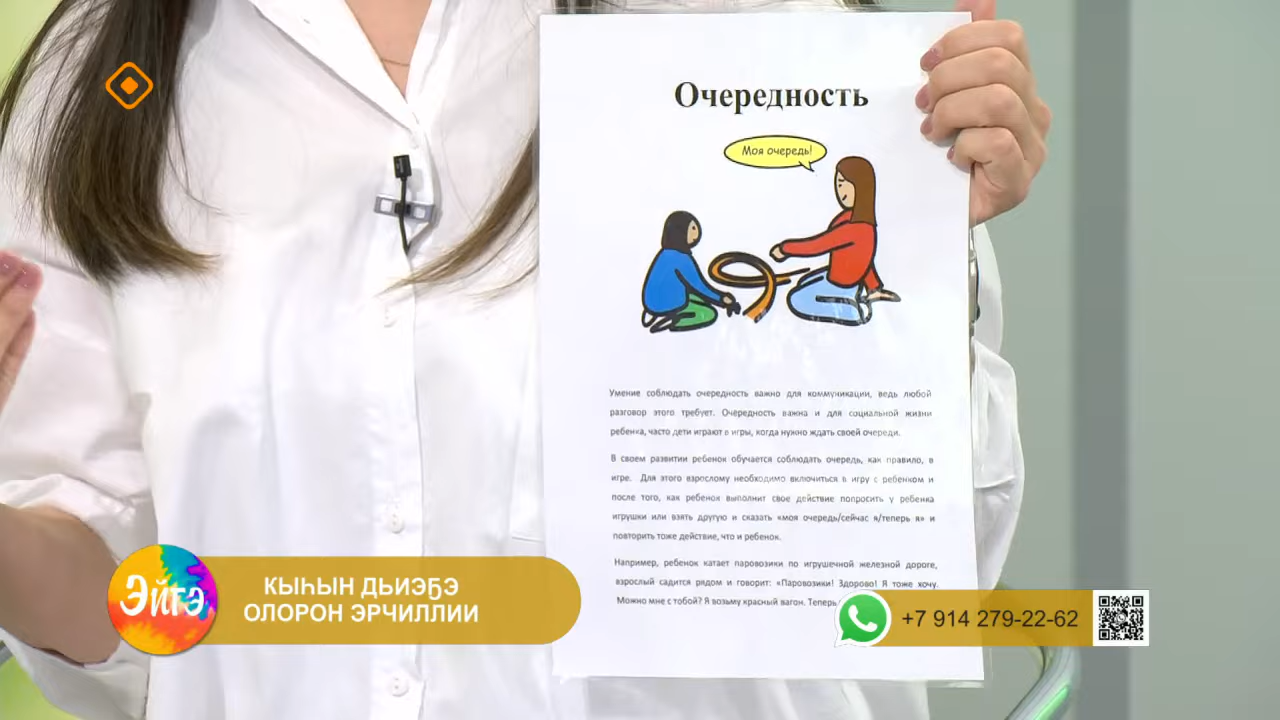 Очередность
Моя очередь!
Умение соблюдать очередность важно для коммуникации, ведь любой
разговор этого требует. Очередность важна и для социальной жизни
ребенка, часто дети играют в игры, когда нужно ждать своей очереди.
В своем развитии ребенок обучается соблюдать очередь, как правило, в
игре. Для этого взрослому необходимо включиться в игру с ребенком и
после того, как ребенок выполнит свое действие попросить у ребенка
игрушки или взять другую и сказать «моя очередь/сейчас я/теперь я» и
повторить тоже действие, что и ребенок.
Например, ребенок катает паровозики по игрушечной железной дороге,
взрослый садится рядом и говорит: «Паровозики! Здорово! Я тоже хочу.
Можно мне с тобой? Я возьму красный вагон. Теперь
Эйгэ
КЫҺЫН ДЬИЭҔЭ
ОЛОРОН ЭРЧИЛЛИИ
+7 914 279-22-62